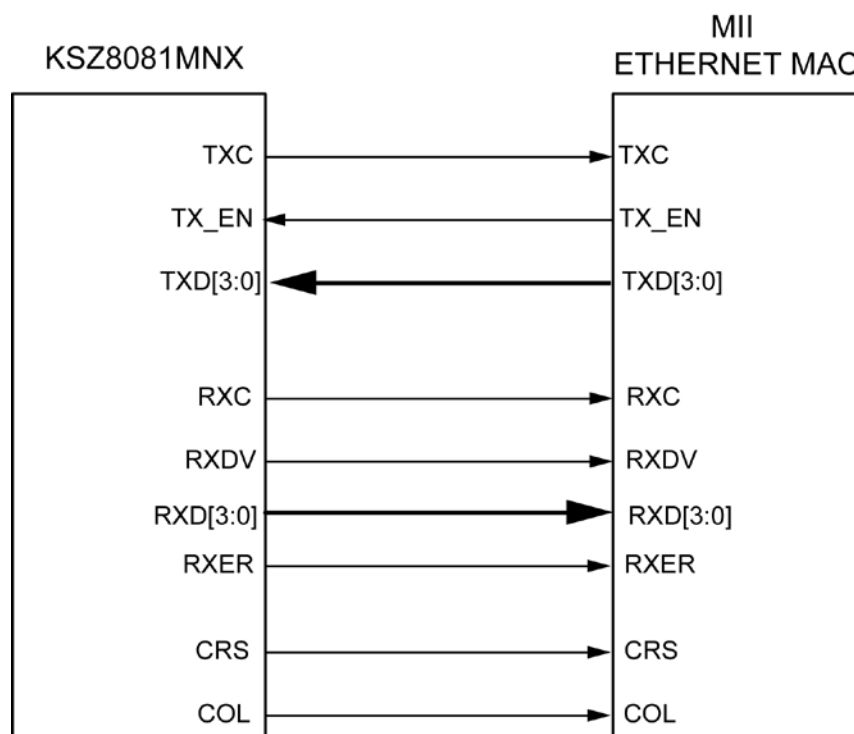 KSZ8081MNX
MII
ETHERNET MAC
TXC TXC
TX_EN TX_EN
TXD[3:0] TXD[3:0]
RXC RXC
RXDV RXDV
RXD[3:0] RXD[3:0]
RXER RXER
CRS CRS
COL COL